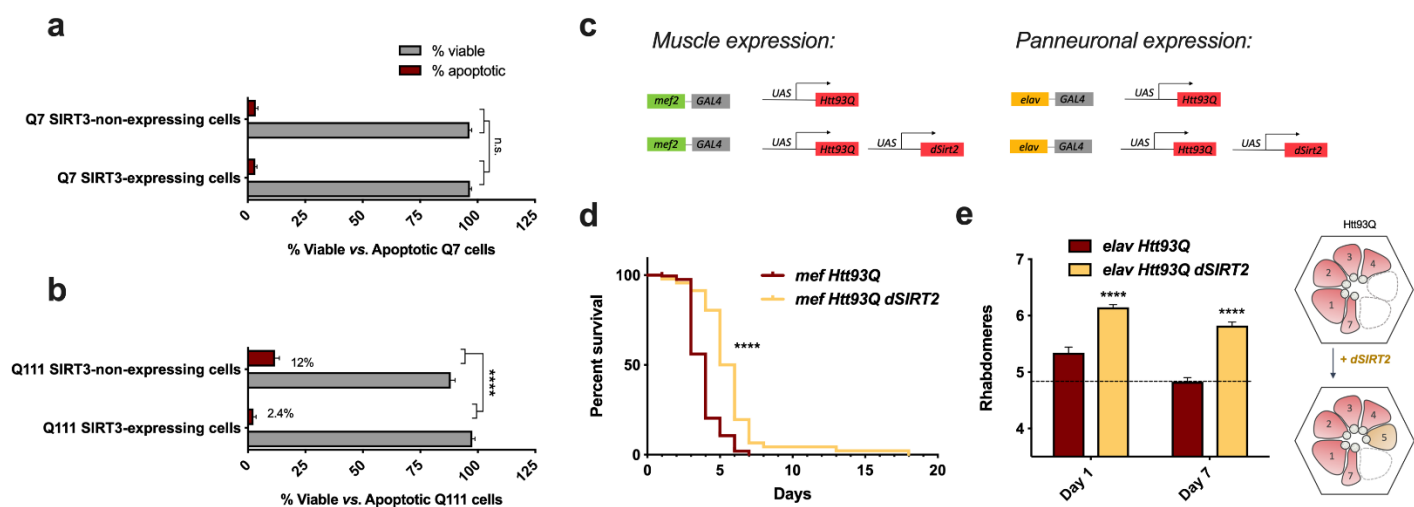 a
% viable
% apoptotic
Q7 SIRT3-non-expressing cells
Q7 SIRT3-expressing cells
n.s.
0 25 50 75 100 125
% Viable vs. Apoptotic Q7 cells
b
Q111 SIRT3-non-expressing cells
12%
Q111 SIRT3-expressing cells
2.4%
****
0 25 50 75 100 125
% Viable vs. Apoptotic Q111 cells
c
Muscle expression:
mef2 GAL4 UAS Htt93Q
mef2 GAL4 UAS Htt93Q UAS dSirt2
Panneuronal expression:
elav GAL4 UAS Htt93Q
elav GAL4 UAS Htt93Q UAS dSirt2
d
mef Htt93Q
mef Htt93Q dSIRT2
****
Percent survival
100
50
0
0 5 10 15 20
Days
e
elav Htt93Q
elav Htt93Q dSIRT2
Rhabdomeres
7
6
5
4
****
****
Day 1 Day 7
Htt93Q
3 4
2
1
7
+ dSIRT2
3 4
2 5
1
7